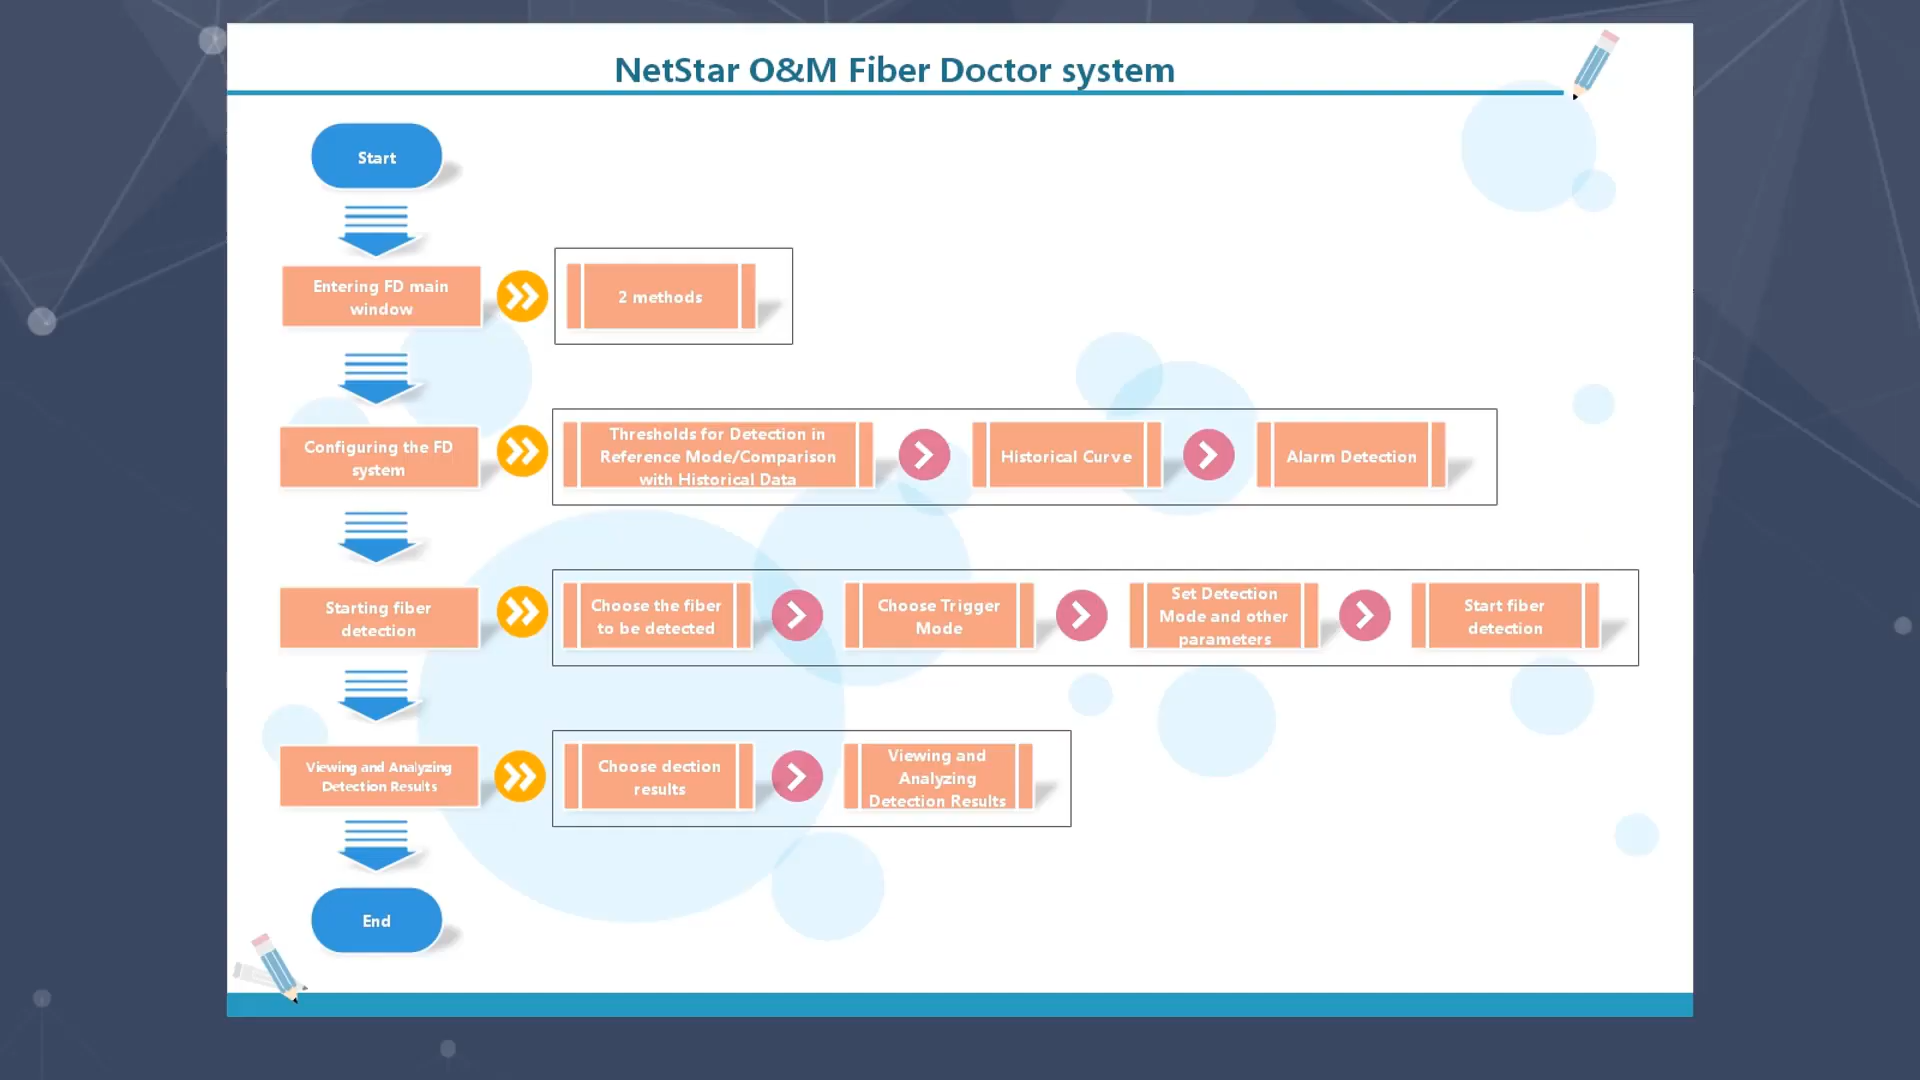 NetStar O&M Fiber Doctor system
Start
Entering FD main
window
2 methods
Configuring the FD
system
Thresholds for Detection in
Reference Mode/Comparison
with Historical Data
Historical Curve
Alarm Detection
Starting fiber
detection
Choose the fiber
to be detected
Choose Trigger
Mode
Set Detection
Mode and other
parameters
Start fiber
detection
Viewing and Analyzing
Detection Results
Choose dection
results
Viewing and
Analyzing
Detection Results
End